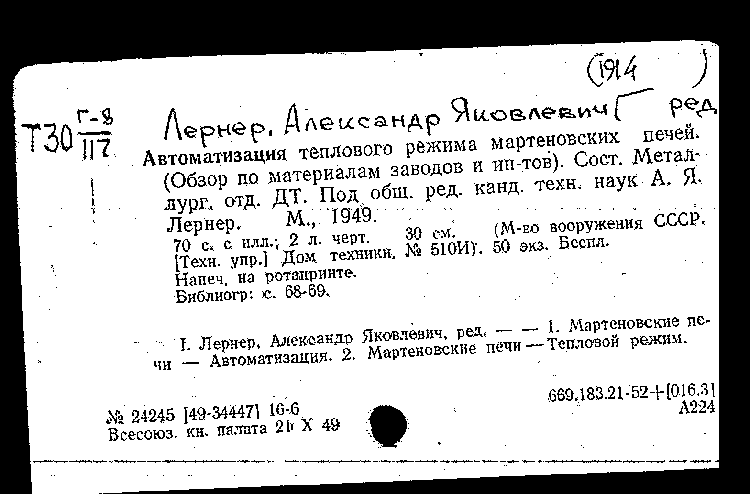 (1914 )
Т30 Г-8
117
Лернер, Александр Яковлевич ред
Автоматизация теплового режима мартеновских печей.
(Обзор по материалам заводов и ин-тов). Сост. Метал-
лург. отд. ДТ. Под общ. ред. канд. техн. наук А. Я.
Лернер. М., 1949.
70 с. с илл.; 2 л. черт. 30 см. (М-во вооружения СССР.
[Техн. упр.] Дом техники. № 510И). 50 экз. Беспл.
Напеч. на ротапринте.
Библиогр: с. 68-69.
I. Лернер, Александр Яковлевич, ред. — — 1. Мартеновские пе-
чи — Автоматизация. 2. Мартеновские печи — Тепловой режим.
669.183.21-52+[016.3]
№ 24245 [49-34447] 16-6
А224
Всесоюз. кн. палата X 49